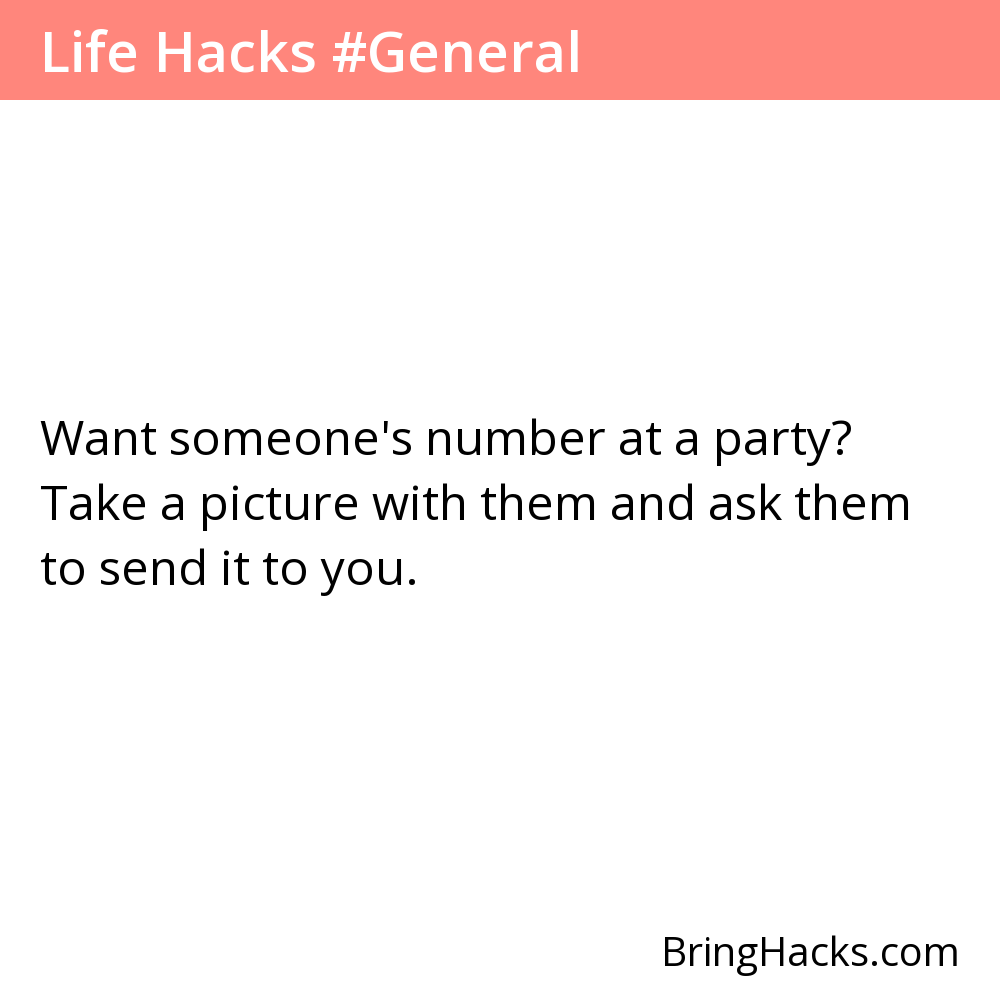 Life Hacks #General
Want someone's number at a party?
Take a picture with them and ask them
to send it to you.
BringHacks.com